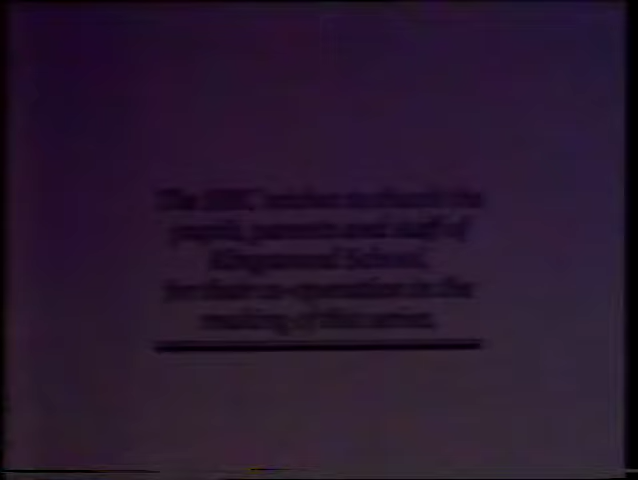 The BBC wishes to thank the
pupils, parents and staff of
Kingswood School,
for their co-operation in the
making of this series.